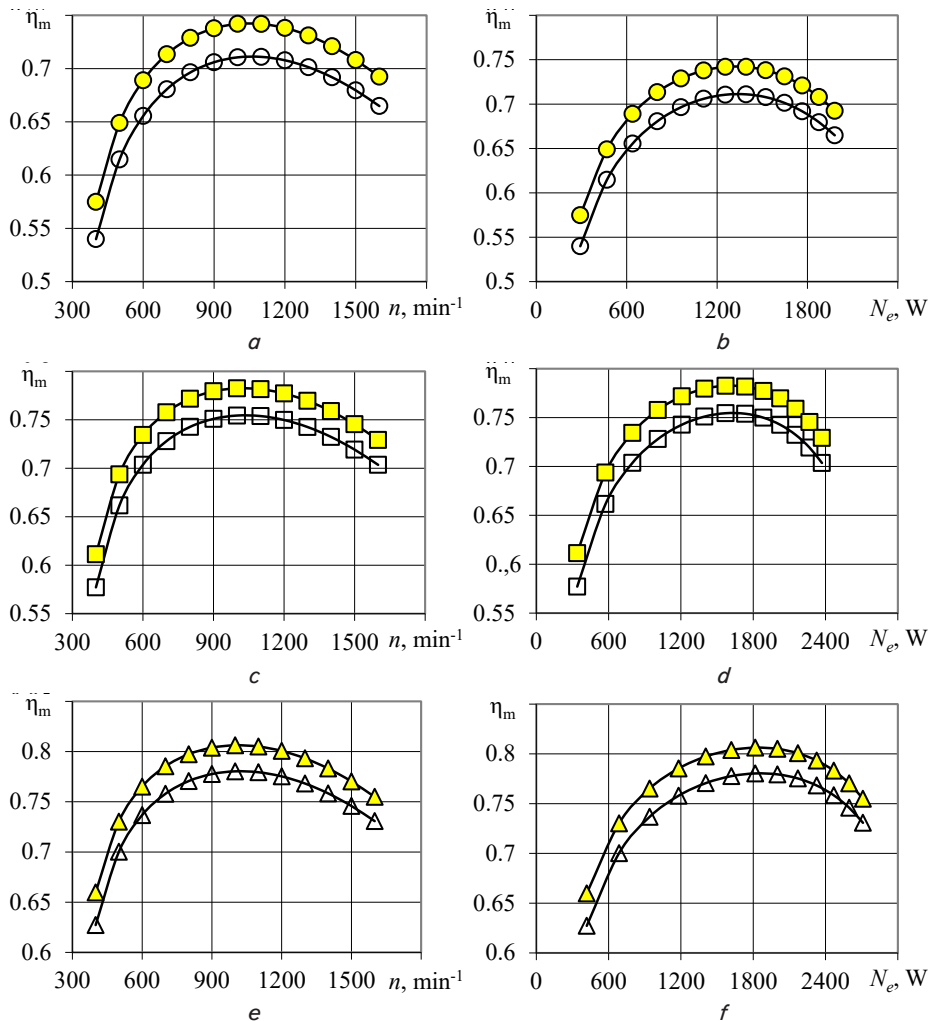 ηm ηm
0.7 0.75
0.65 0.7
0.6 0.65
0.55 0.6
0.5 0.55
0.5
300 600 900 1200 1500 n, min-1 0 600 1200 1800 Ne, W
a b
ηm ηm
0.75 0.75
0.7 0.7
0.65 0.65
0.6 0.6
0.55 0.55
300 600 900 1200 1500 n, min-1 0 600 1200 1800 2400 Ne, W
c d
ηm ηm
0.8 0.8
0.75 0.75
0.7 0.7
0.65 0.65
0.6 0.6
300 600 900 1200 1500 n, min-1 0 600 1200 1800 2400 Ne, W
e f